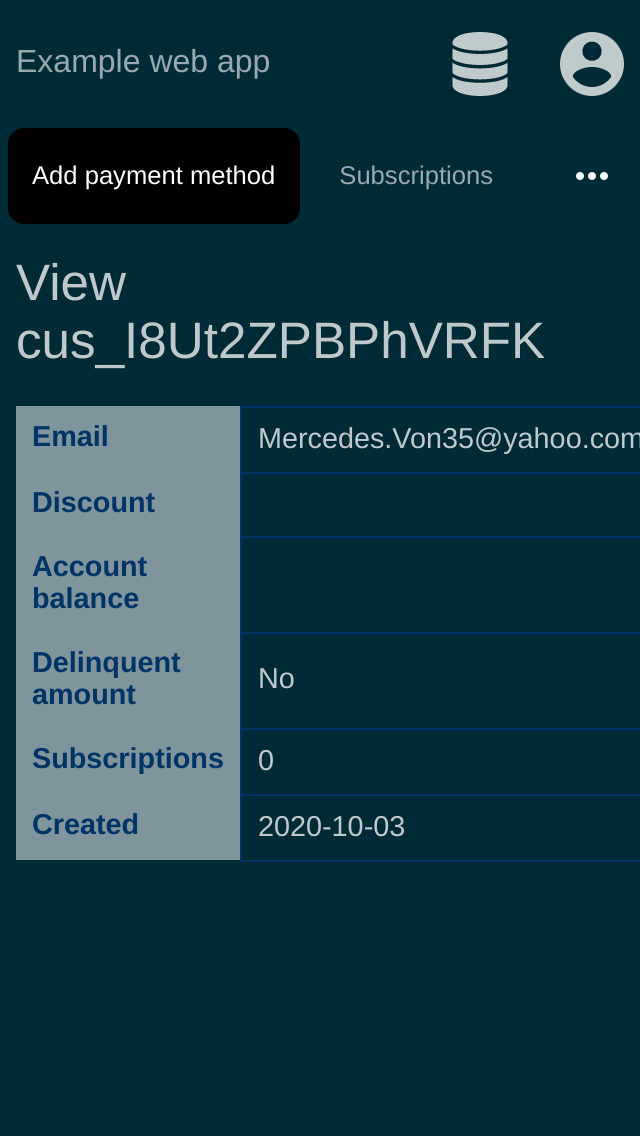 Example web app
Add payment method
Subscriptions
View
cus_I8Ut2ZPBPhVRFK
Email
Mercedes.Von35@yahoo.com
Discount
Account
balance
Delinquent
amount
No
Subscriptions
0
Created
2020-10-03